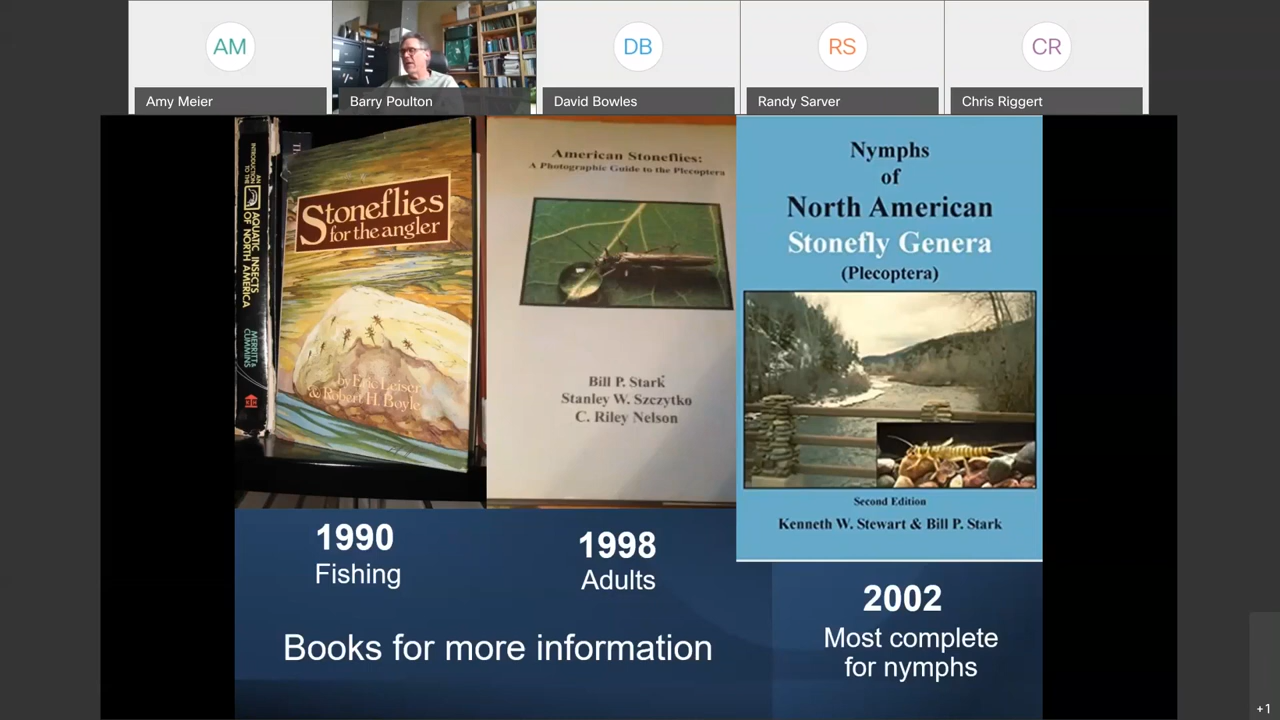 AM
Amy Meier
Barry Poulton
DB
David Bowles
RS
Randy Sarver
CR
Chris Riggert
AN
INTRODUCTION
TO THE
AQUATIC INSECTS
OF NORTH AMERICA
MERRITT &
CUMMINS
Stoneflies
for the angler
by Eric Leiser
& Robert H. Boyle
American Stoneflies:
A Photographic Guide to the Plecoptera
Bill P. Stark
Stanley W. Szczytko
C. Riley Nelson
Nymphs
of
North American
Stonefly Genera
(Plecoptera)
Second Edition
Kenneth W. Stewart & Bill P. Stark
1990
Fishing
1998
Adults
2002
Most complete
for nymphs
Books for more information
+1